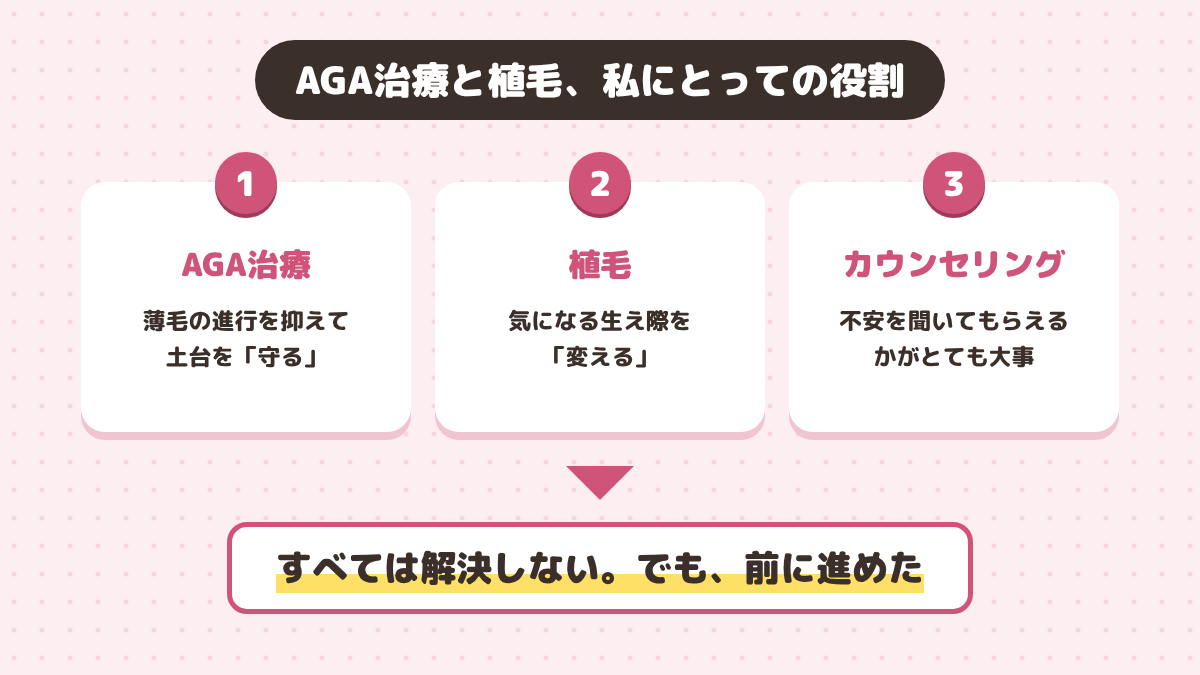 AGA治療と植毛、私にとっての役割
1
AGA治療
薄毛の進行を抑えて
土台を「守る」
2
植毛
気になる生え際を
「変える」
3
カウンセリング
不安を聞いてもらえる
かがとても大事
すべては解決しない。でも、前に進めた